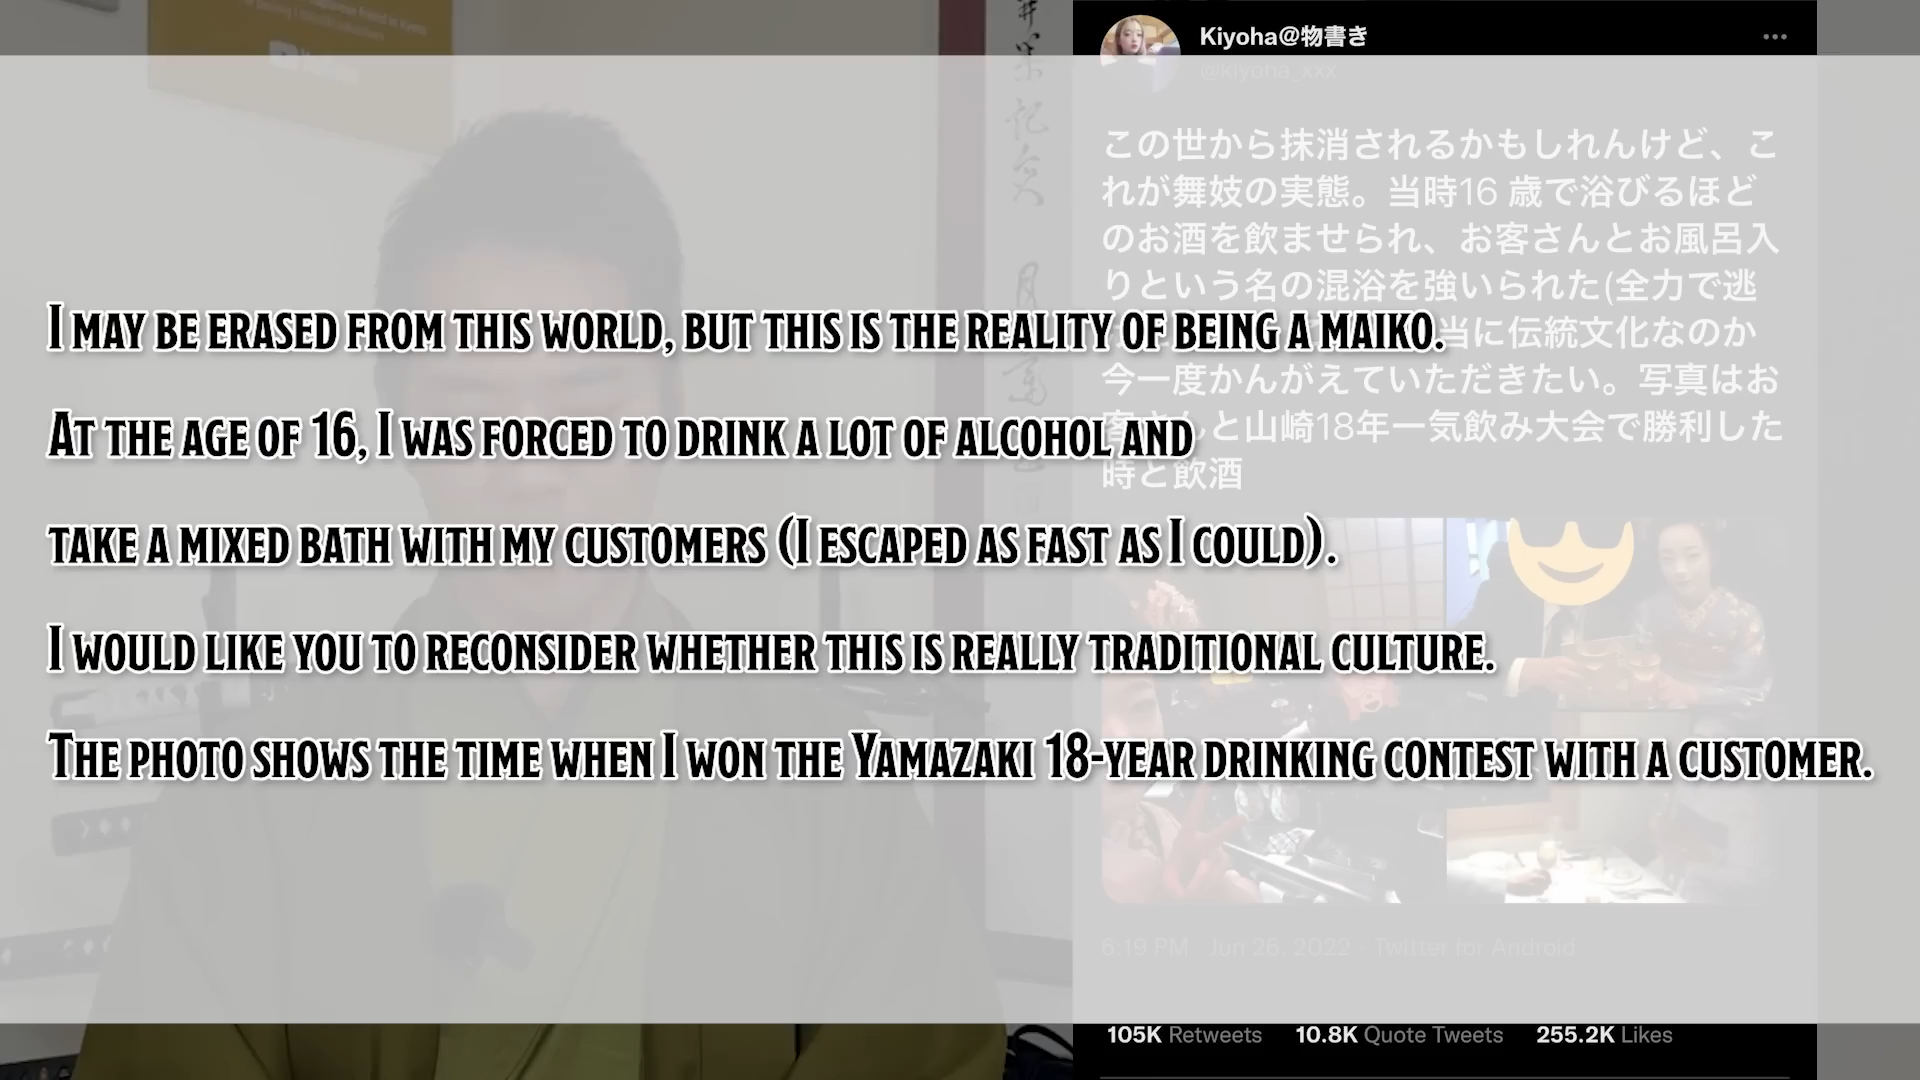 Kiyoha@物書き
@kiyoha_xxx
この世から抹消されるかもしれんけど、こ
れが舞妓の実態。当時16 歳で浴びるほど
のお酒を飲ませられ、お客さんとお風呂入
りという名の混浴を強いられた(全力で逃
当に伝統文化なのか
今一度かんがえていただきたい。写真はお
客さんと山崎18年一気飲み大会で勝利した
時と飲酒
I MAY BE ERASED FROM THIS WORLD, BUT THIS IS THE REALITY OF BEING A MAIKO.
AT THE AGE OF 16, I WAS FORCED TO DRINK A LOT OF ALCOHOL AND
TAKE A MIXED BATH WITH MY CUSTOMERS (I ESCAPED AS FAST AS I COULD).
I WOULD LIKE YOU TO RECONSIDER WHETHER THIS IS REALLY TRADITIONAL CULTURE.
THE PHOTO SHOWS THE TIME WHEN I WON THE YAMAZAKI 18-YEAR DRINKING CONTEST WITH A CUSTOMER.
6:19 PM · Jun 26, 2022 · Twitter for Android
105K Retweets 10.8K Quote Tweets 255.2K Likes